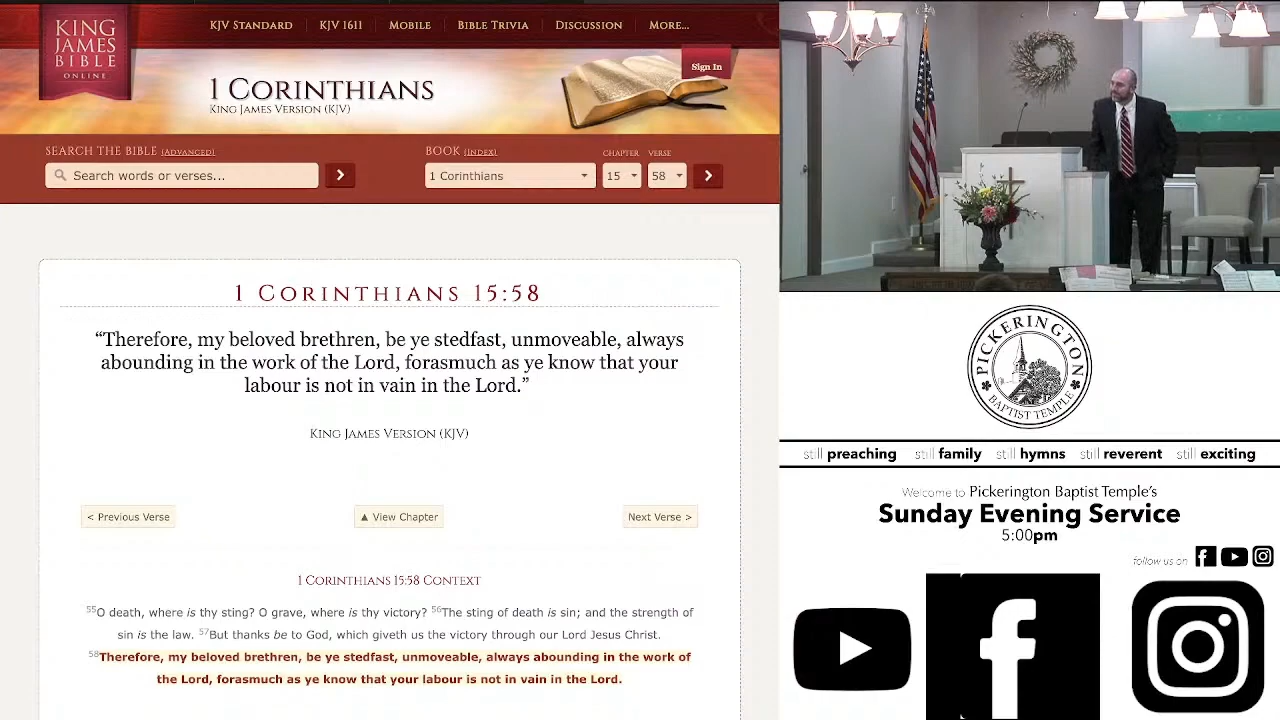 KING
JAMES
BIBLE
ONLINE
KJV STANDARD
KJV 1611
MOBILE
BIBLE TRIVIA
DISCUSSION
MORE...
Sign In
1 CORINTHIANS
KING JAMES VERSION (KJV)
SEARCH THE BIBLE (ADVANCED)
Search words or verses...
BOOK (INDEX)
CHAPTER
VERSE
1 Corinthians
15
58
1 CORINTHIANS 15:58
“Therefore, my beloved brethren, be ye stedfast, unmoveable, always
abounding in the work of the Lord, forasmuch as ye know that your
labour is not in vain in the Lord.”
KING JAMES VERSION (KJV)
< Previous Verse
▲ View Chapter
Next Verse >
1 CORINTHIANS 15:58 CONTEXT
55O death, where is thy sting? O grave, where is thy victory? 56The sting of death is sin; and the strength of
sin is the law. 57But thanks be to God, which giveth us the victory through our Lord Jesus Christ.
58Therefore, my beloved brethren, be ye stedfast, unmoveable, always abounding in the work of
the Lord, forasmuch as ye know that your labour is not in vain in the Lord.
PICKERINGTON
BAPTIST TEMPLE
still preaching still family still hymns still reverent still exciting
Welcome to Pickerington Baptist Temple's
Sunday Evening Service
5:00pm
follow us on